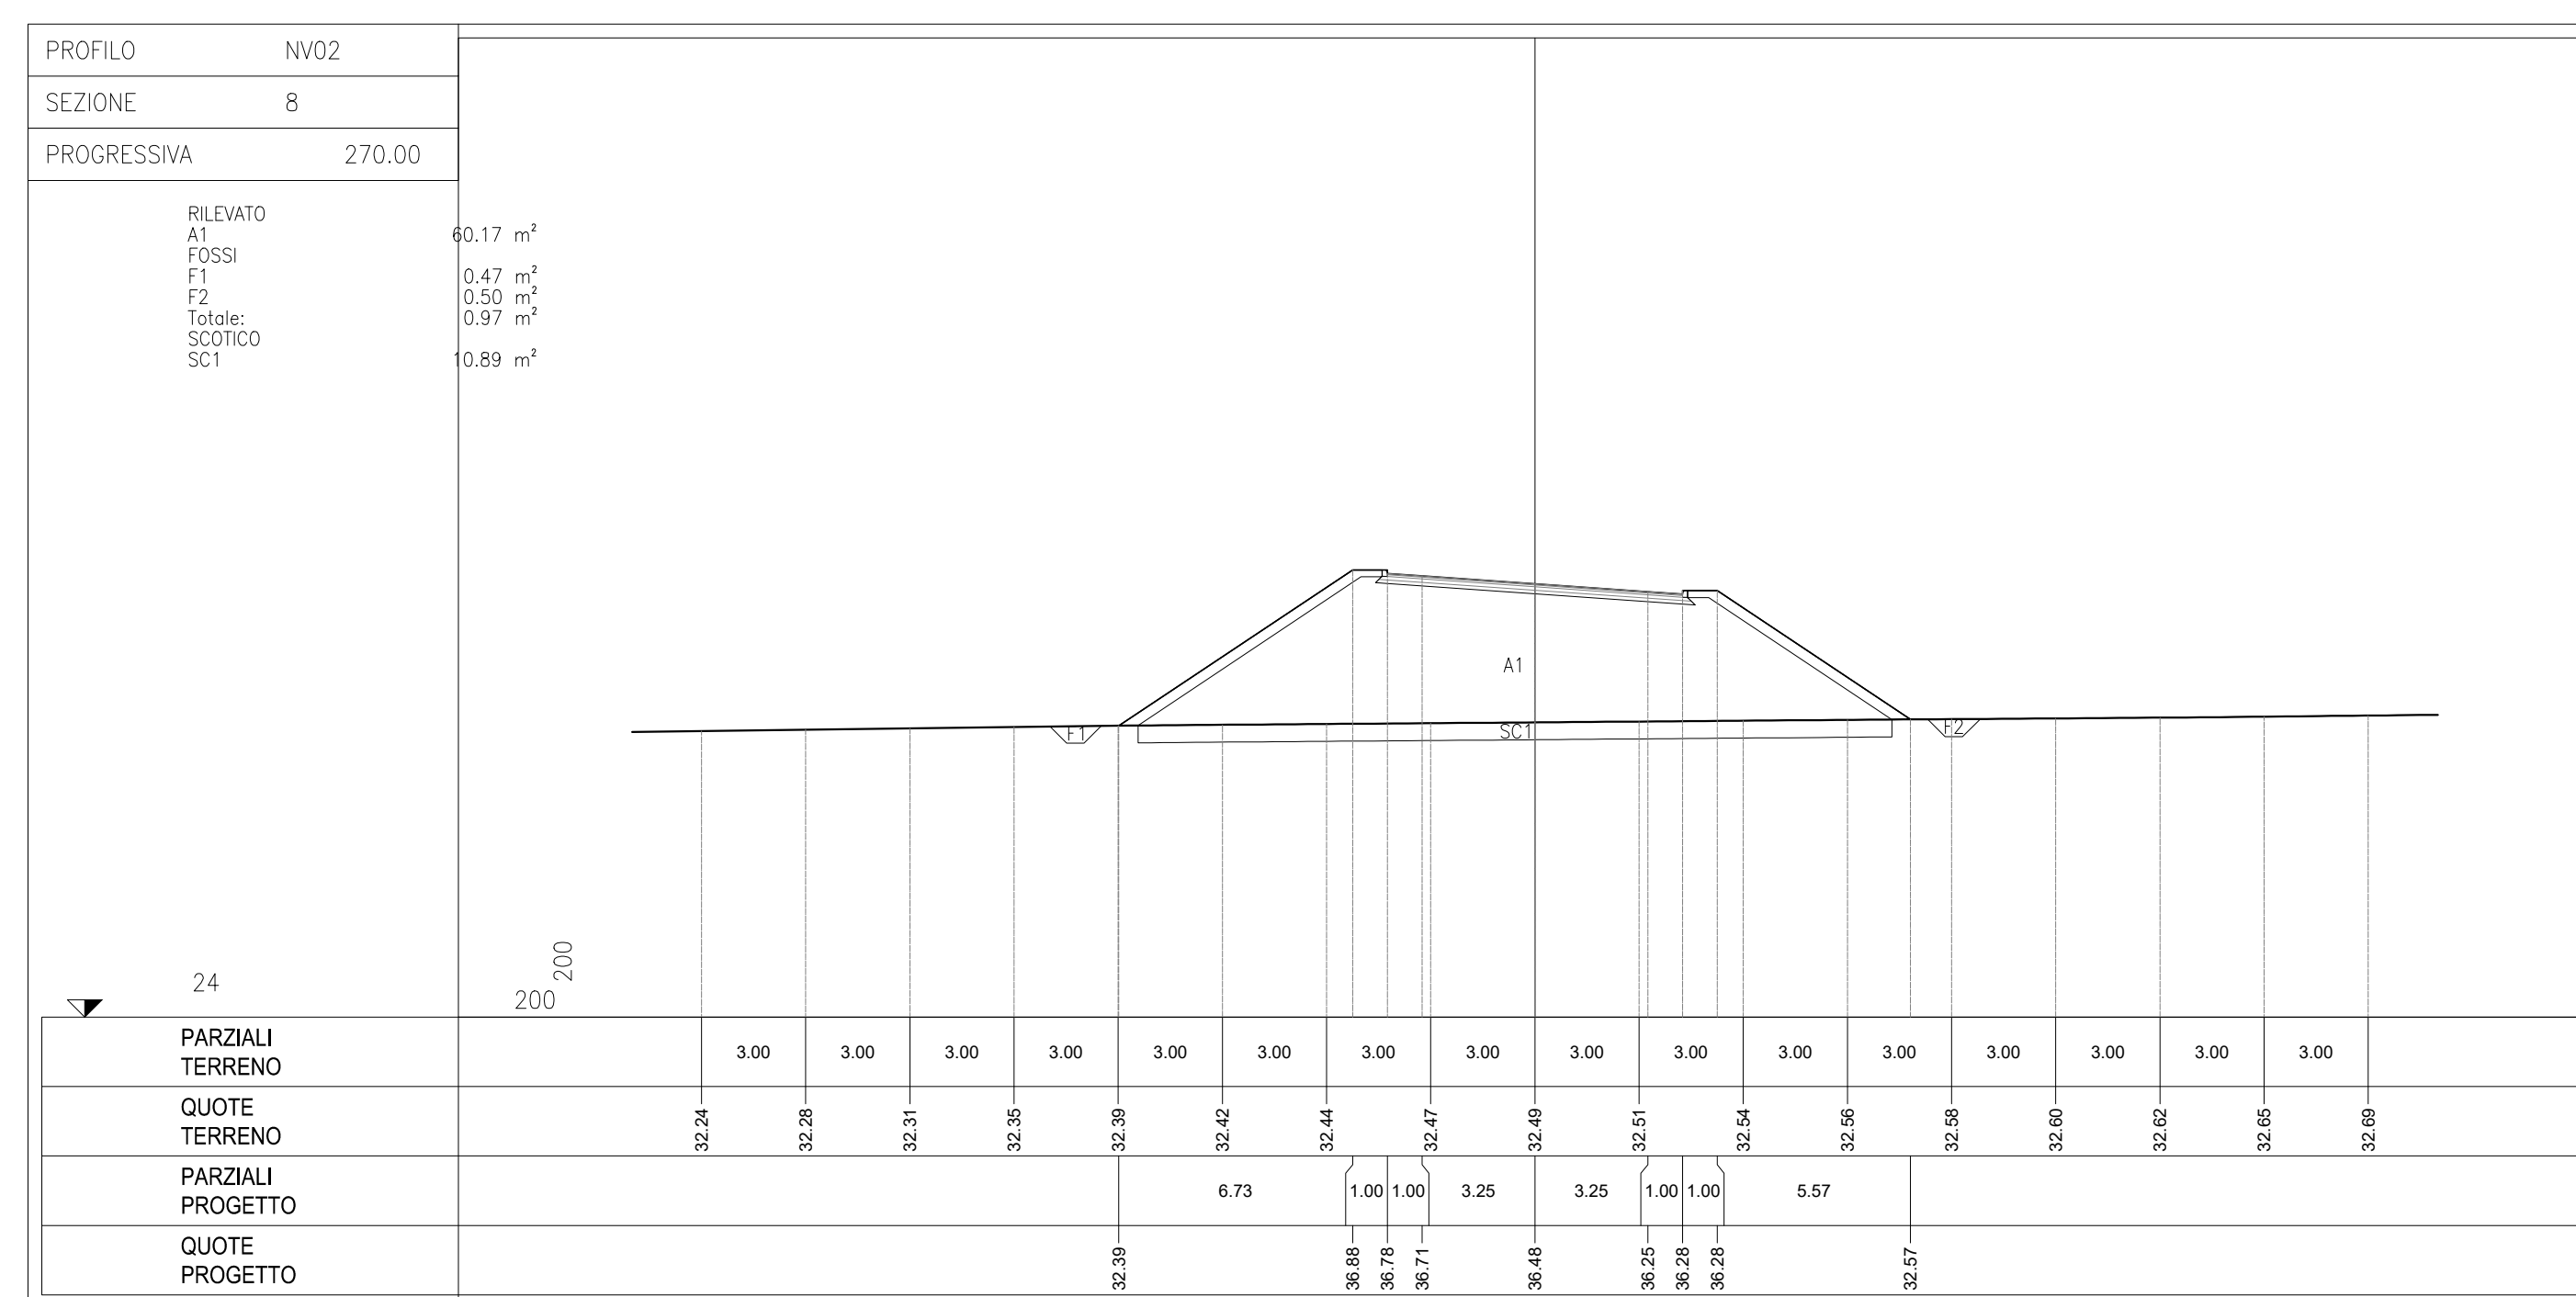 PROFILO NV02
SEZIONE 8
PROGRESSIVA 270.00
RILEVATO
A1 60.17 m²
FOSSI
F1 0.47 m²
F2 0.50 m²
Totale: 0.97 m²
SCOTICO
SC1 10.89 m²
A1
F1 SC1 F2
24
200
200
PARZIALI
TERRENO
3.00 3.00 3.00 3.00 3.00 3.00 3.00 3.00 3.00 3.00 3.00 3.00 3.00 3.00 3.00 3.00
QUOTE
TERRENO
32.24 32.28 32.31 32.35 32.39 32.42 32.44 32.47 32.49 32.51 32.54 32.56 32.58 32.60 32.62 32.65 32.69
PARZIALI
PROGETTO
6.73 1.00 1.00 3.25 3.25 1.00 1.00 5.57
QUOTE
PROGETTO
32.39 36.88 36.78 36.71 36.48 36.25 36.28 36.28 32.57